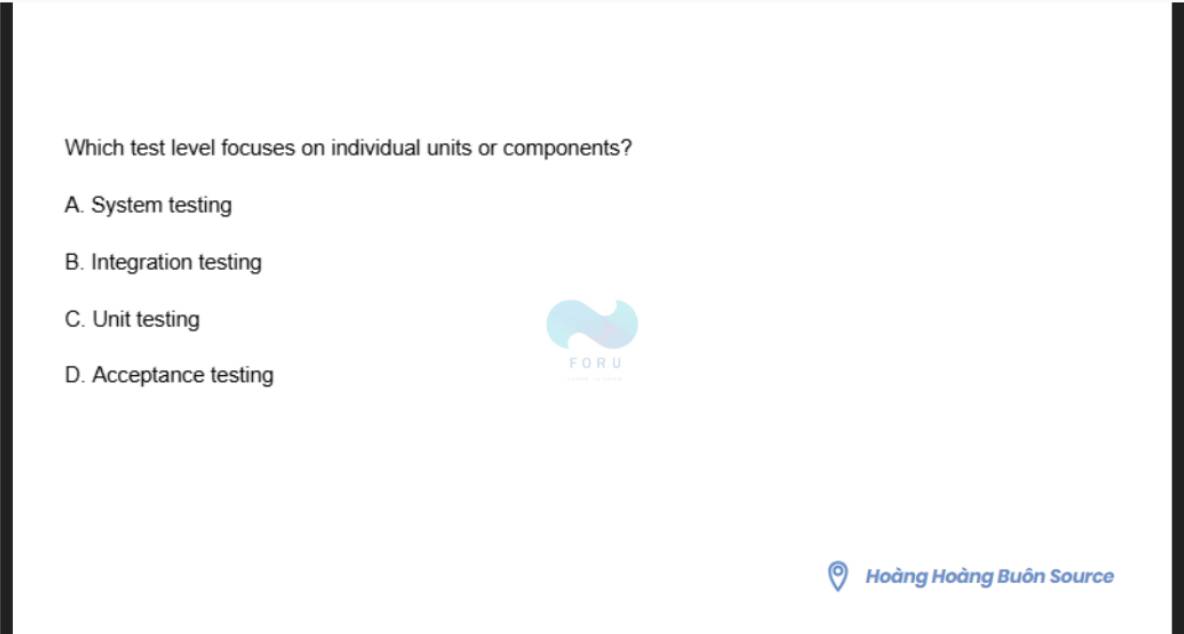 Which test level focuses on individual units or components?
A. System testing
B. Integration testing
C. Unit testing
D. Acceptance testing
FORU
Hoàng Hoàng Buôn Source